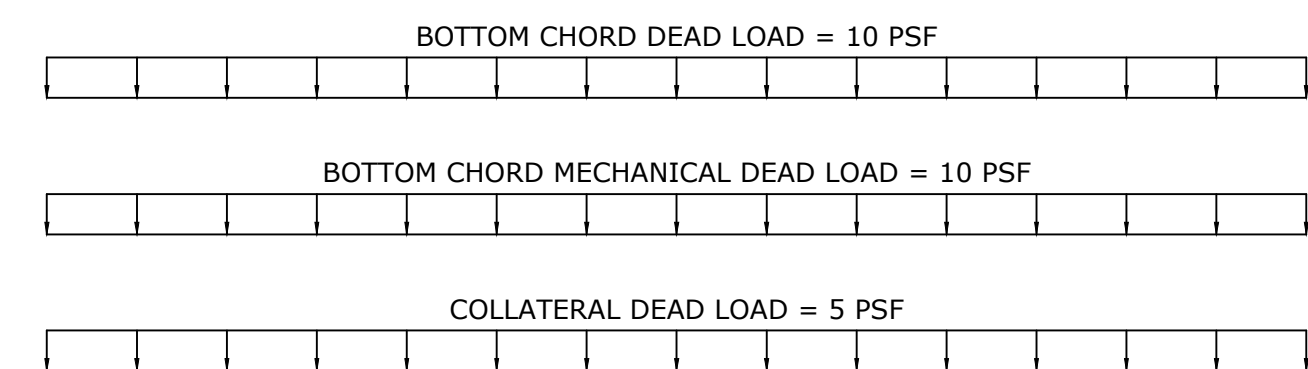 BOTTOM CHORD DEAD LOAD = 10 PSF
BOTTOM CHORD MECHANICAL DEAD LOAD = 10 PSF
COLLATERAL DEAD LOAD = 5 PSF